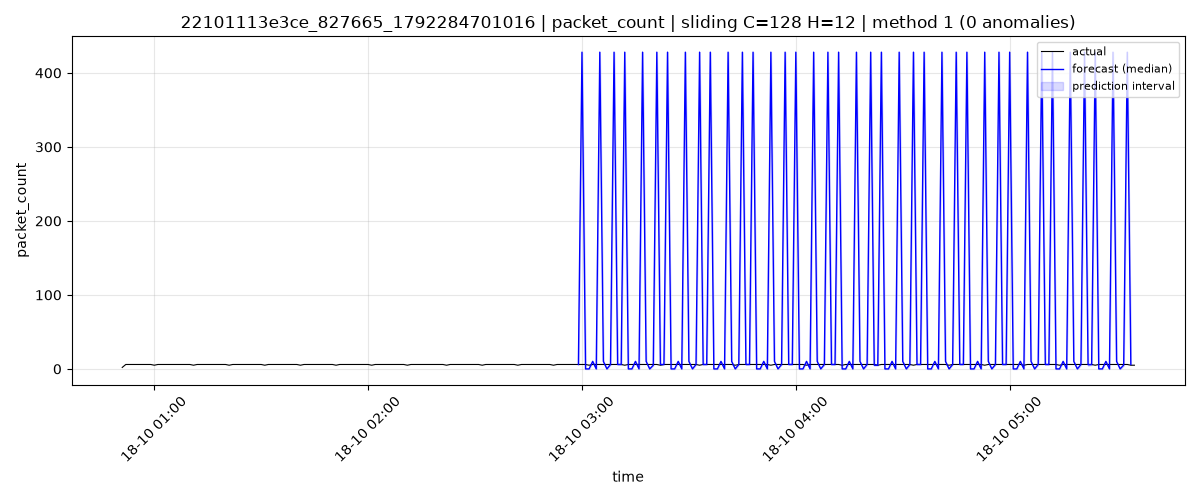 22101113e3ce_827665_1792284701016 | packet_count | sliding C=128 H=12 | method 1 (0 anomalies)
actual
forecast (median)
prediction interval
packet_count
400
300
200
100
0
18-10 01:00
18-10 02:00
18-10 03:00
18-10 04:00
18-10 05:00
time